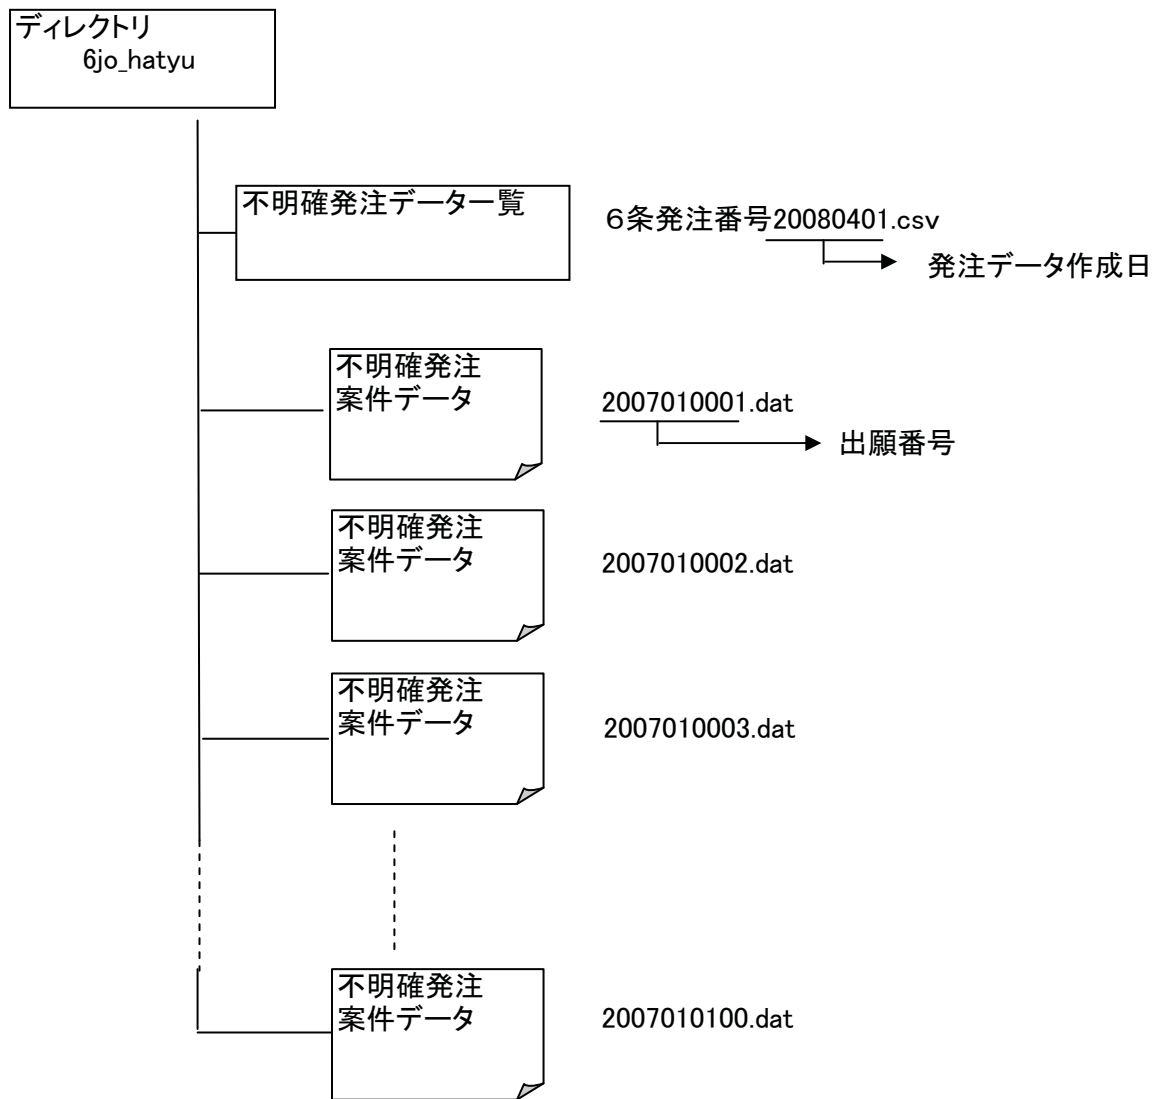 ディレクトリ
6jo_hatyu
不明確発注データ一覧
６条発注番号20080401.csv
発注データ作成日
不明確発注
案件データ
2007010001.dat
出願番号
不明確発注
案件データ
2007010002.dat
不明確発注
案件データ
2007010003.dat
不明確発注
案件データ
2007010100.dat